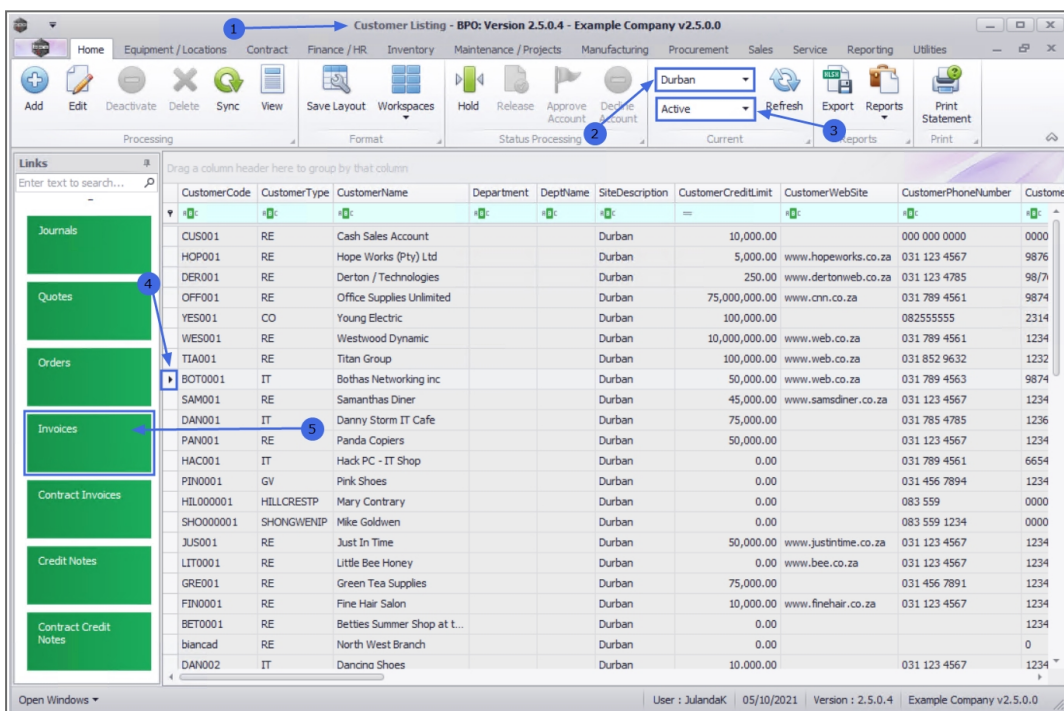 1
Customer Listing - BPO: Version 2.5.0.4 - Example Company v2.5.0.0
Home Equipment / Locations Contract Finance / HR Inventory Maintenance / Projects Manufacturing Procurement Sales Service Reporting Utilities
Add Edit Deactivate Delete Sync View Save Layout Workspaces Hold Release Approve Account Decline Account Durban Refresh Export Reports Print Statement
Active
2 3
Processing Format Status Processing Current Reports Print
Links
Drag a column header here to group by that column
Enter text to search...
CustomerCode CustomerType CustomerName Department DeptName SiteDescription CustomerCreditLimit CustomerWebSite CustomerPhoneNumber
CUS001 RE Cash Sales Account Durban 10,000.00 000 000 0000 0000
HOP001 RE Hope Works (Pty) Ltd Durban 5,000.00 www.hopeworks.co.za 031 123 4567 9876
DER001 RE Derton / Technologies Durban 250.00 www.dertonweb.co.za 031 123 4785
OFF001 RE Office Supplies Unlimited Durban 75,000,000.00 www.cnn.co.za 031 789 4561 9874
YES001 CO Young Electric Durban 100,000.00 082555555 2314
WES001 RE Westwood Dynamic Durban 10,000,000.00 www.web.co.za 031 789 4561 1234
TIA001 RE Titan Group Durban 100,000.00 www.web.co.za 031 852 9632 1232
BOT0001 IT Bothas Networking inc Durban 50,000.00 www.web.co.za 031 789 4563 9874
SAM001 RE Samanthas Diner Durban 45,000.00 www.samsdiner.co.za 031 123 4567 1234
DAN001 IT Danny Storm IT Cafe Durban 75,000.00 031 785 4785 1236
PAN001 RE Panda Copiers Durban 50,000.00 031 123 4567 1234
HAC001 IT Hack PC - IT Shop Durban 0.00 031 789 4561 6654
PIN0001 GV Pink Shoes Durban 0.00 031 456 7894 1234
HIL000001 HILLCRESTP Mary Contrary Durban 0.00 083 559 0000
SHO000001 SHONGWENIP Mike Goldwen Durban 0.00 083 559 1234 0000
JUS001 RE Just In Time Durban 50,000.00 www.justintime.co.za 031 123 4567 1234
LIT0001 RE Little Bee Honey Durban 0.00 www.bee.co.za 031 123 4567 1234
GRE001 RE Green Tea Supplies Durban 75,000.00 031 456 7891 1234
FIN0001 RE Fine Hair Salon Durban 10,000.00 www.finehair.co.za 031 123 4567 1234
BET0001 RE Betties Summer Shop at t... Durban 0.00 1234
biancad RE North West Branch Durban 0.00 0
DAN002 IT Dancing Shoes Durban 10.000.00 031 123 4567 1234
Journals
4
Quotes
Orders
Invoices
5
Contract Invoices
Credit Notes
Contract Credit
Notes
Open Windows User : JulandaK 05/10/2021 Version : 2.5.0.4 Example Company v2.5.0.0